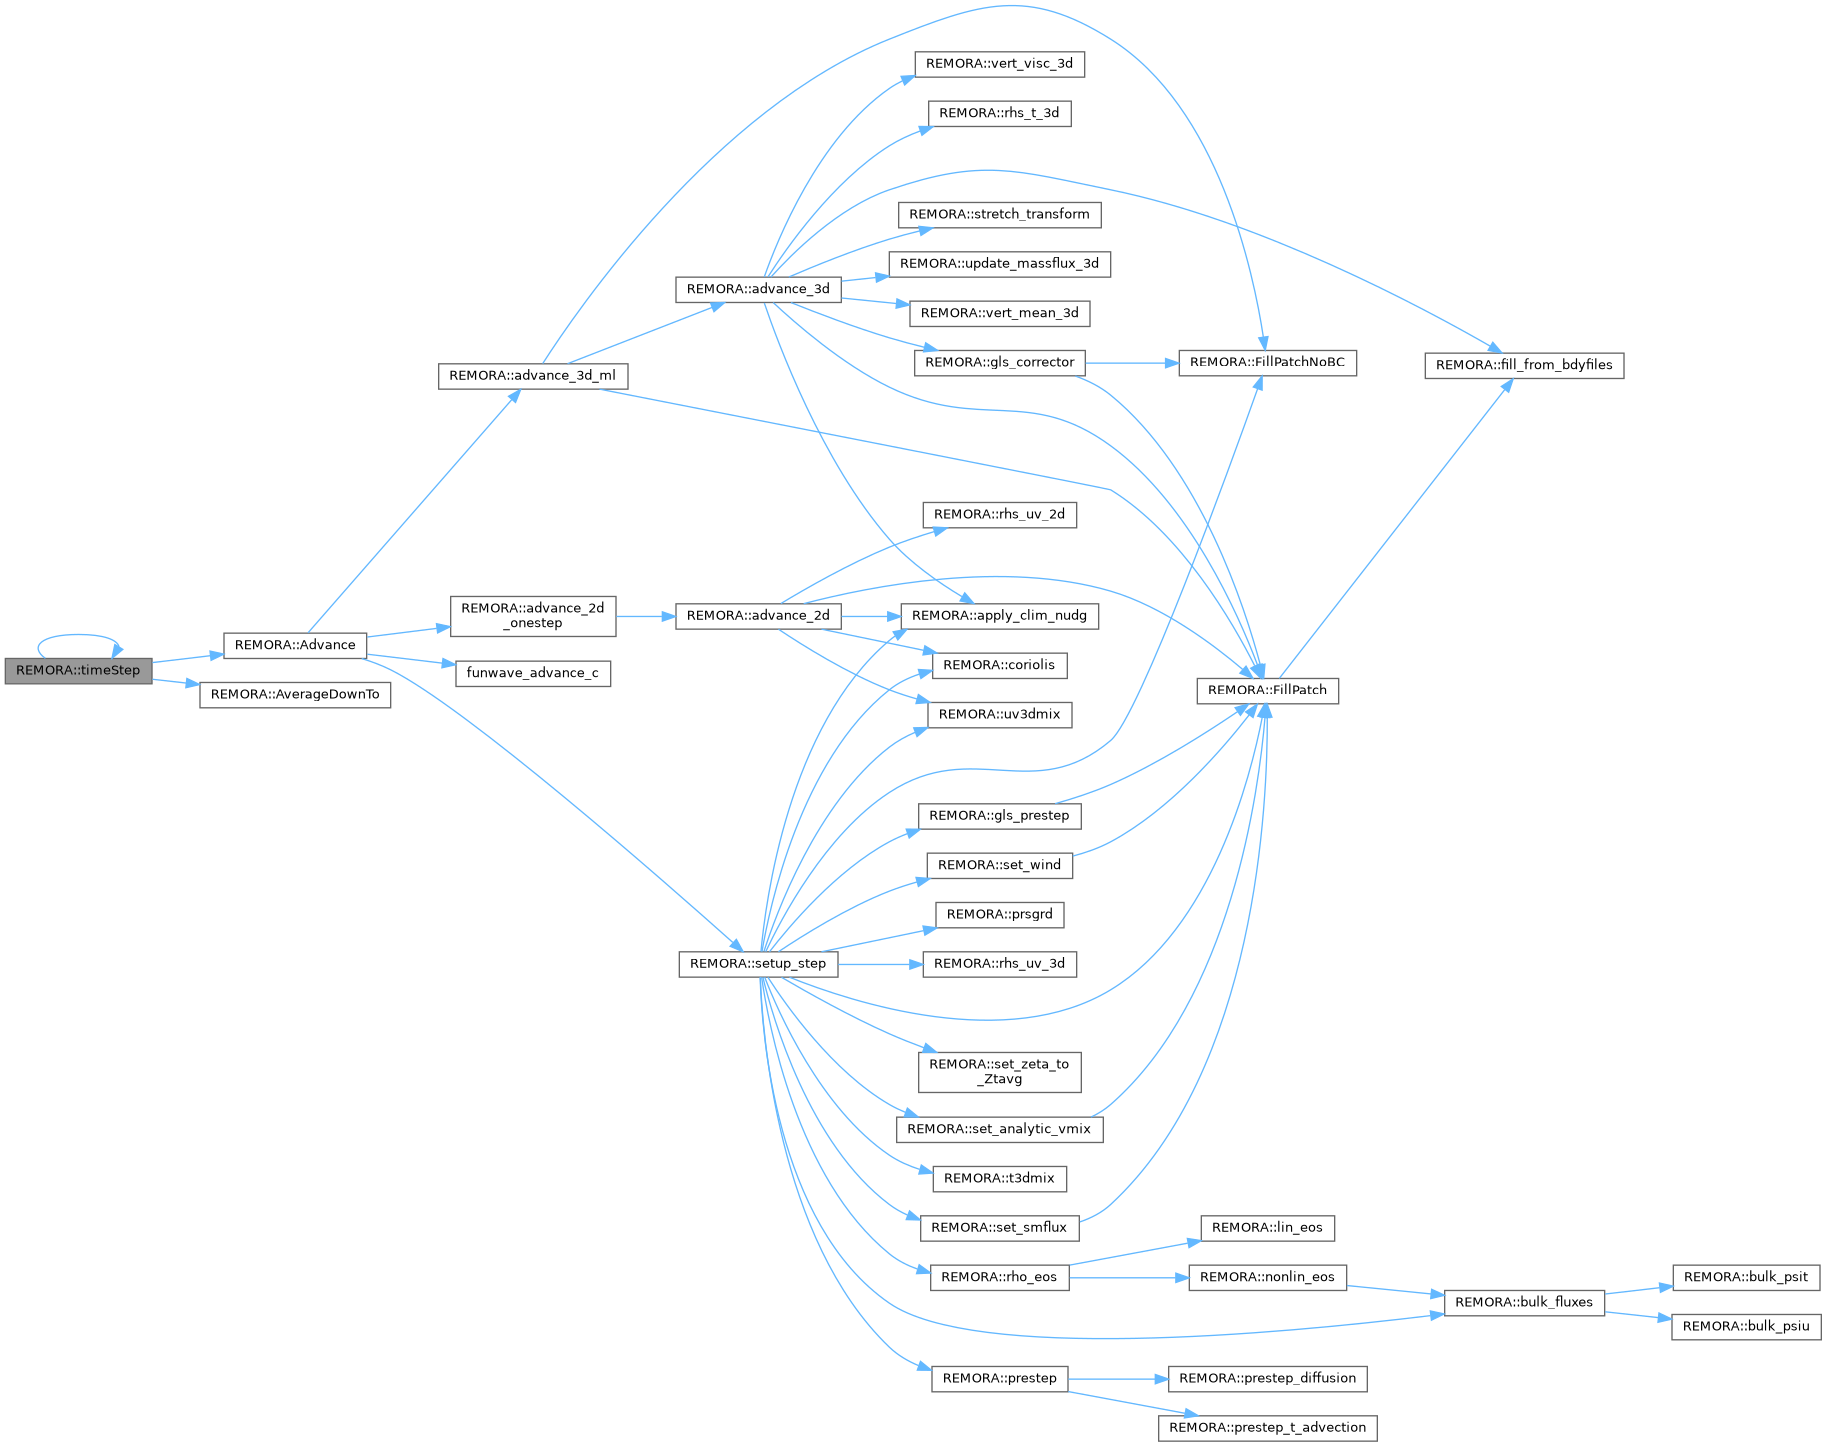 REMORA::timeStep
REMORA::Advance
REMORA::AverageDownTo
REMORA::advance_3d_ml
REMORA::advance_2d
_onestep
funwave_advance_c
REMORA::advance_3d
REMORA::advance_2d
REMORA::setup_step
REMORA::vert_visc_3d
REMORA::rhs_t_3d
REMORA::stretch_transform
REMORA::update_massflux_3d
REMORA::vert_mean_3d
REMORA::gls_corrector
REMORA::rhs_uv_2d
REMORA::apply_clim_nudg
REMORA::coriolis
REMORA::uv3dmix
REMORA::gls_prestep
REMORA::set_wind
REMORA::prsgrd
REMORA::rhs_uv_3d
REMORA::set_zeta_to
_Ztavg
REMORA::set_analytic_vmix
REMORA::t3dmix
REMORA::set_smflux
REMORA::rho_eos
REMORA::prestep
REMORA::FillPatchNoBC
REMORA::FillPatch
REMORA::lin_eos
REMORA::nonlin_eos
REMORA::prestep_diffusion
REMORA::prestep_t_advection
REMORA::fill_from_bdyfiles
REMORA::bulk_fluxes
REMORA::bulk_psit
REMORA::bulk_psiu